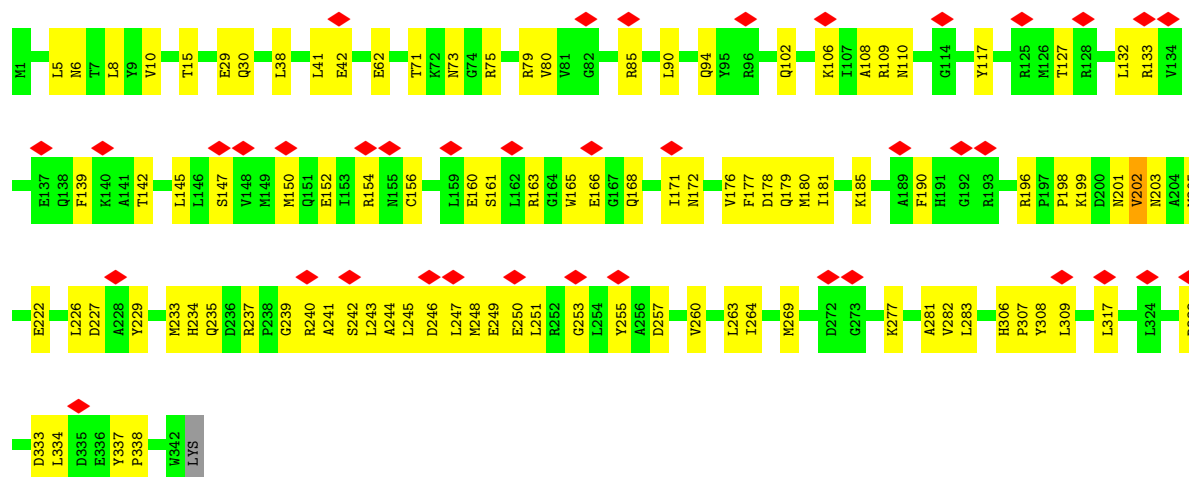 M1 L5 N6 T7 L8 Y9 V10 T15 E29 Q30 L38 L41 E42 E62 T71 K72 N73 G74 R75 R79 V80 V81 G82 R85 L90 Q94 Y95 R96 Q102 K106 I107 A108 R109 N110 G114 Y117 R125 M126 T127 R128 L132 R133 V134
E137 Q138 F139 K140 A141 T142 L145 L146 S147 V148 M149 M150 Q151 E152 I153 R154 N155 C156 L159 E160 S161 L162 R163 G164 W165 E166 G167 Q168 I171 N172 V176 F177 D178 Q179 M180 I181 K185 A189 F190 H191 G192 R193 R196 P197 P198 K199 D200 N201 V202 N203 A204
E222 L226 D227 A228 Y229 M233 H234 Q235 D236 R237 P238 G239 R240 A241 S242 L243 A244 L245 D246 L247 M248 E249 E250 L251 R252 G253 L254 Y255 A256 D257 V260 L263 I264 M269 D272 G273 K277 A281 V282 L283 H306 P307 Y308 L309 L317 L324
D333 L334 D335 E336 Y337 P338 W342 LYS